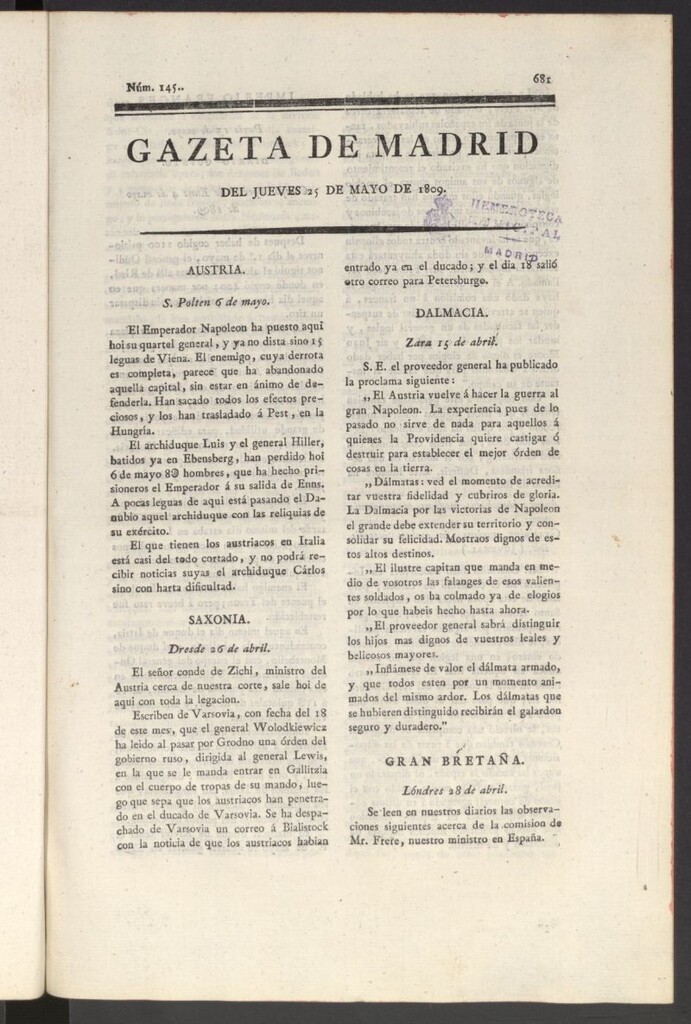 Núm. 145..
681
GAZETA DE MADRID
DEL JUEVES 25 DE MAYO DE 1809.
HEMEROTECA
MUNICIPAL
MADRID
AUSTRIA.
S. Polten 6 de mayo.
El Emperador Napoleon ha puesto aqui
hoi su quartel general, y ya no dista sino 15
leguas de Viena. El enemigo, cuya derrota
es completa, parece que ha abandonado
aquella capital, sin estar en ánimo de de-
fenderla. Han sacado todos los efectos pre-
ciosos, y los han trasladado á Pest, en la
Hungría.
El archiduque Luis y el general Hiller,
batidos ya en Ebensberg, han perdido hoi
6 de mayo 8@ hombres, que ha hecho pri-
sioneros el Emperador á su salida de Enns.
A pocas leguas de aqui está pasando el Da-
nubio aquel archiduque con las reliquias de
su exército.
El que tienen los austriacos en Italia
está casi del todo cortado, y no podrá re-
cibir noticias suyas el archiduque Cárlos
sino con harta dificultad.
SAXONIA.
Dresde 26 de abril.
El señor conde de Zichi, ministro del
Austria cerca de nuestra corte, sale hoi de
aqui con toda la legacion.
Escriben de Varsovia, con fecha del 18
de este mes, que el general Wolodkiewicz
ha leido al pasar por Grodno una órden del
gobierno ruso, dirigida al general Lewis,
en la que se le manda entrar en Gallitzia
con el cuerpo de tropas de su mando, lue-
go que sepa que los austriacos han penetra-
do en el ducado de Varsovia. Se ha despa-
chado de Varsovia un correo á Bialistock
con la noticia de que los austriacos habian
entrado ya en el ducado; y el dia 18 salió
otro correo para Petersburgo.
DALMACIA.
Zara 15 de abril.
S. E. el proveedor general ha publicado
la proclama siguiente:
„El Austria vuelve á hacer la guerra al
gran Napoleon. La experiencia pues de lo
pasado no sirve de nada para aquellos á
quienes la Providencia quiere castigar ó
destruir para establecer el mejor órden de
cosas en la tierra.
„Dálmatas: ved el momento de acredi-
tar vuestra fidelidad y cubriros de gloria.
La Dalmacia por las victorias de Napoleon
el grande debe extender su territorio y con-
solidar su felicidad. Mostraos dignos de es-
tos altos destinos.
„El ilustre capitan que manda en me-
dio de vosotros las falanges de esos valien-
tes soldados, os ha colmado ya de elogios
por lo que habeis hecho hasta ahora.
„El proveedor general sabrá distinguir
los hijos mas dignos de vuestros leales y
belicosos mayores.
„Inflámese de valor el dálmata armado,
y que todos esten por un momento ani-
mados del mismo ardor. Los dálmatas que
se hubieren distinguido recibirán el galardon
seguro y duradero."
GRAN BRETAÑA.
Lóndres 28 de abril.
Se leen en nuestros diarios las observa-
ciones siguientes acerca de la comision de
Mr. Frere, nuestro ministro en España.